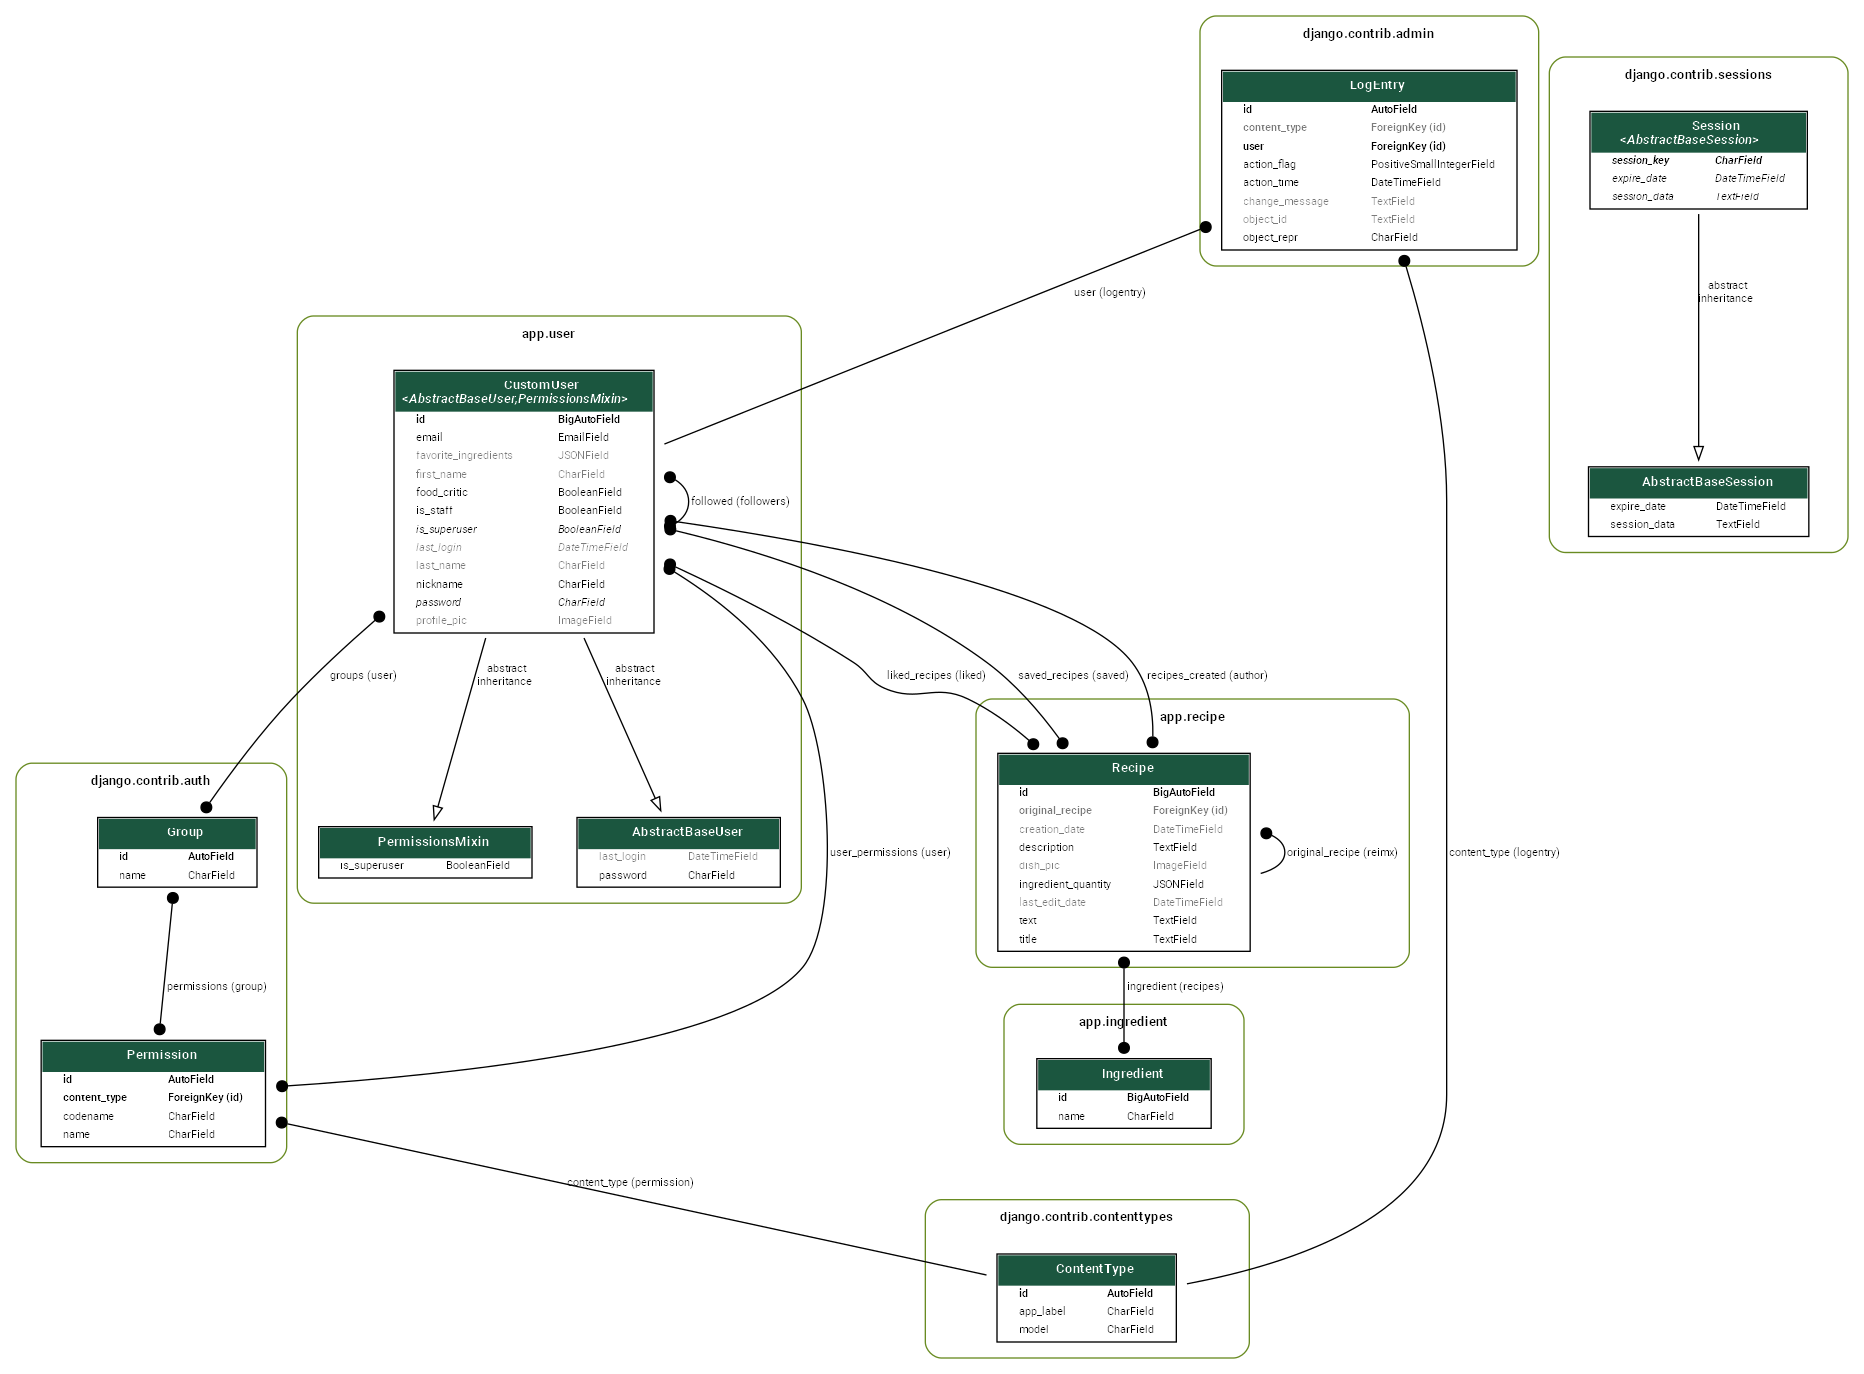 django.contrib.admin
LogEntry
id AutoField
content_type ForeignKey (id)
user ForeignKey (id)
action_flag PositiveSmallIntegerField
action_time DateTimeField
change_message TextField
object_id TextField
object_repr CharField
django.contrib.sessions
Session
<AbstractBaseSession>
session_key CharField
expire_date DateTimeField
session_data TextField
abstract
inheritance
AbstractBaseSession
expire_date DateTimeField
session_data TextField
user (logentry)
app.user
CustomUser
<AbstractBaseUser,PermissionsMixin>
id BigAutoField
email EmailField
favorite_ingredients JSONField
first_name CharField
food_critic BooleanField
is_staff BooleanField
is_superuser BooleanField
last_login DateTimeField
last_name CharField
nickname CharField
password CharField
profile_pic ImageField
followed (followers)
groups (user)
abstract
inheritance
abstract
inheritance
liked_recipes (liked)
saved_recipes (saved)
recipes_created (author)
PermissionsMixin
is_superuser BooleanField
AbstractBaseUser
last_login DateTimeField
password CharField
user_permissions (user)
app.recipe
Recipe
id BigAutoField
original_recipe ForeignKey (id)
creation_date DateTimeField
description TextField
dish_pic ImageField
ingredient_quantity JSONField
last_edit_date DateTimeField
text TextField
title TextField
original_recipe (reimx)
content_type (logentry)
django.contrib.auth
Group
id AutoField
name CharField
permissions (group)
Permission
id AutoField
content_type ForeignKey (id)
codename CharField
name CharField
ingredient (recipes)
app.ingredient
Ingredient
id BigAutoField
name CharField
content_type (permission)
django.contrib.contenttypes
ContentType
id AutoField
app_label CharField
model CharField